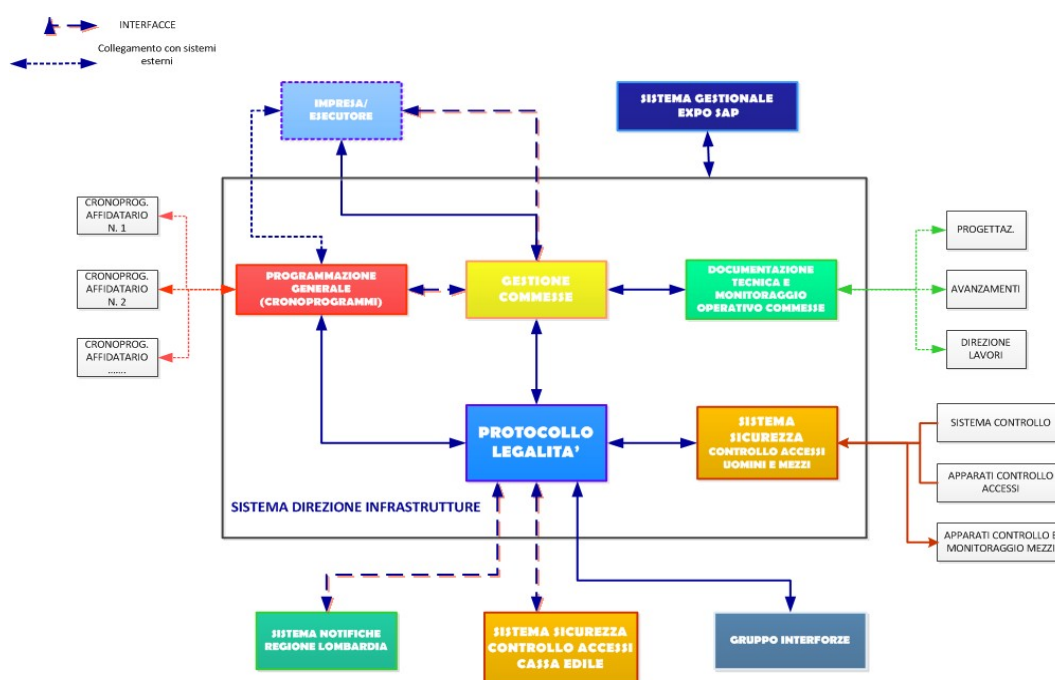 INTERFACCE
Collegamento con sistemi
esterni
IMPRESA/
ESECUTORE
SISTEMA GESTIONALE
EXPO SAP
CRONOPROG.
AFFIDATARIO
N. 1
CRONOPROG.
AFFIDATARIO
N. 2
CRONOPROG.
AFFIDATARIO
.......
PROGRAMMAZIONE
GENERALE
(CRONOPROGRAMMI)
GESTIONE
COMMESSE
DOCUMENTAZIONE
TECNICA E
MONITORAGGIO
OPERATIVO COMMESSE
PROGETTAZ.
AVANZAMENTI
DIREZIONE
LAVORI
PROTOCOLLO
LEGALITA'
SISTEMA
SICUREZZA
CONTROLLO ACCESSI
UOMINI E MEZZI
SISTEMA CONTROLLO
APPARATI CONTROLLO
ACCESSI
APPARATI CONTROLLO E
MONITORAGGIO MEZZI
SISTEMA DIREZIONE INFRASTRUTTURE
SISTEMA NOTIFICHE
REGIONE LOMBARDIA
SISTEMA SICUREZZA
CONTROLLO ACCESSI
CASSA EDILE
GRUPPO INTERFORZE